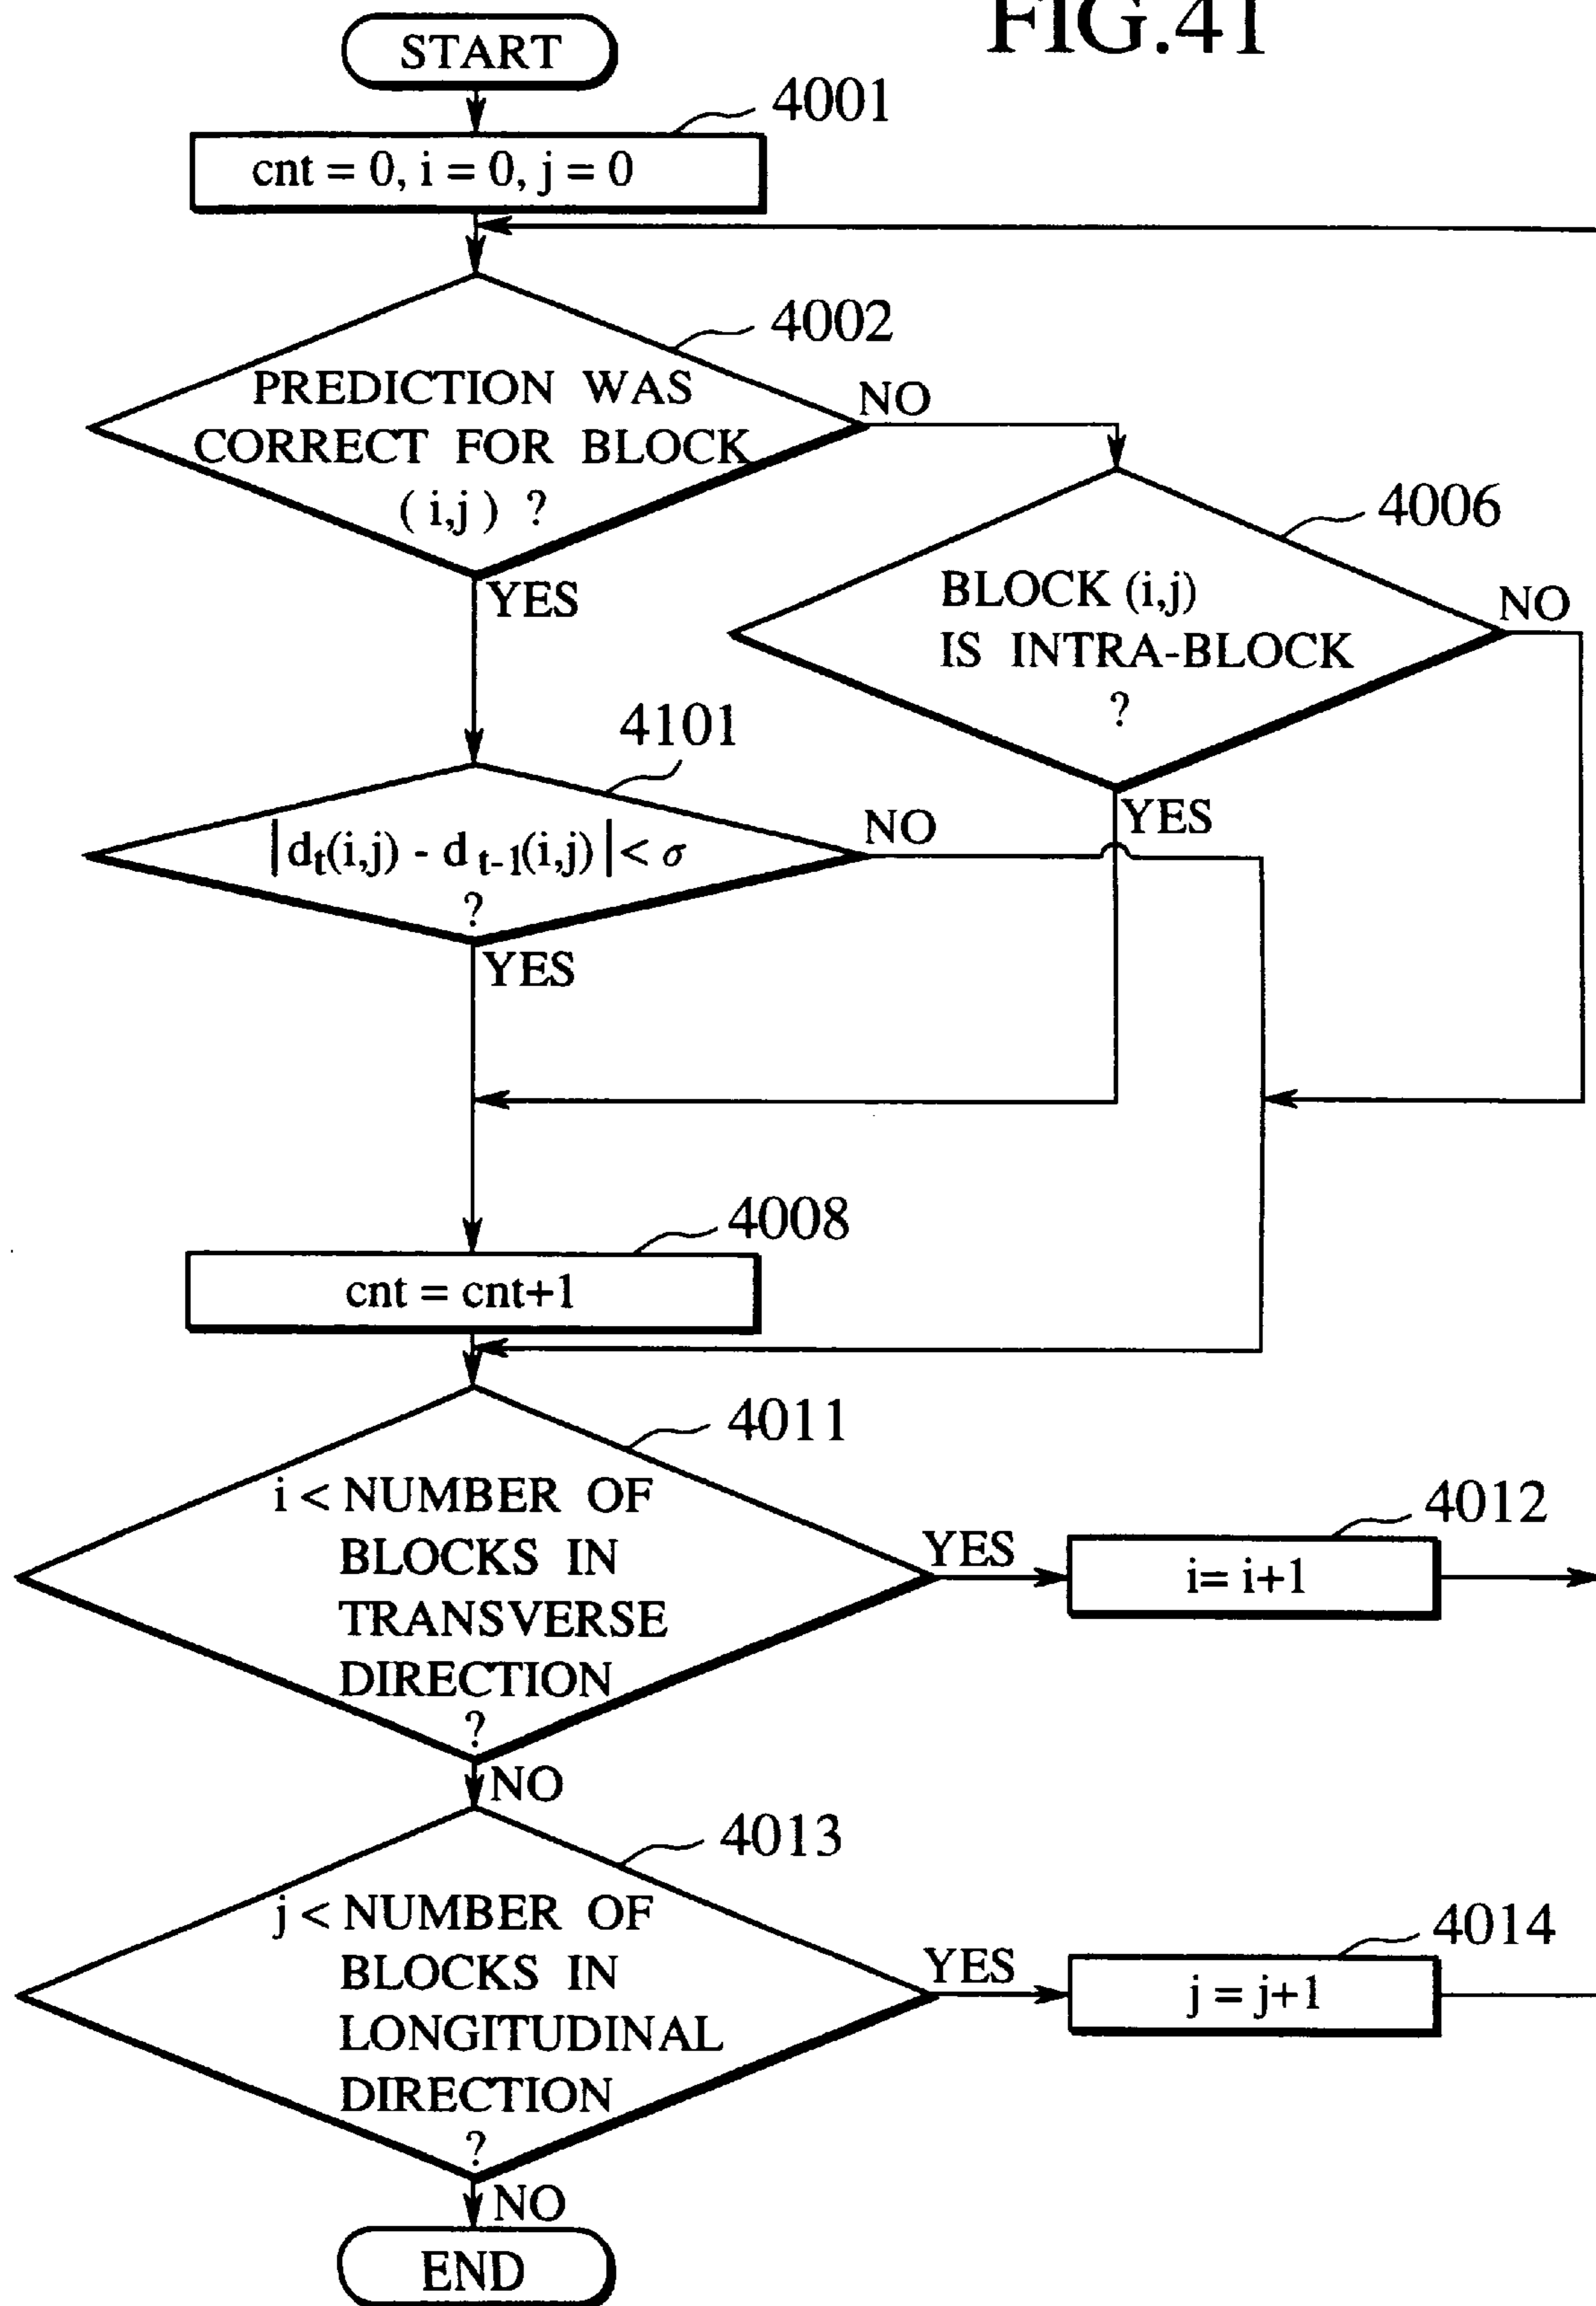 FIG.41
START
4001
cnt = 0, i = 0, j = 0
4002
PREDICTION WAS
CORRECT FOR BLOCK
( i,j ) ?
NO
YES
4006
BLOCK (i,j)
IS INTRA-BLOCK
?
NO
YES
4101
|dt(i,j) - d t-1(i,j)| < σ
?
NO
YES
4008
cnt = cnt+1
4011
i < NUMBER OF
BLOCKS IN
TRANSVERSE
DIRECTION
?
YES
NO
4012
i= i+1
4013
j < NUMBER OF
BLOCKS IN
LONGITUDINAL
DIRECTION
?
YES
NO
4014
j = j+1
END